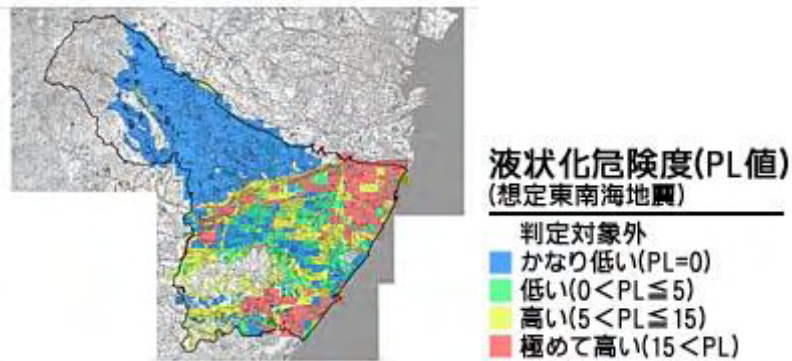 液状化危険度(PL値)
(想定東南海地震)
判定対象外
かなり低い(PL=0)
低い(0<PL≦5)
高い(5<PL≦15)
極めて高い(15<PL)